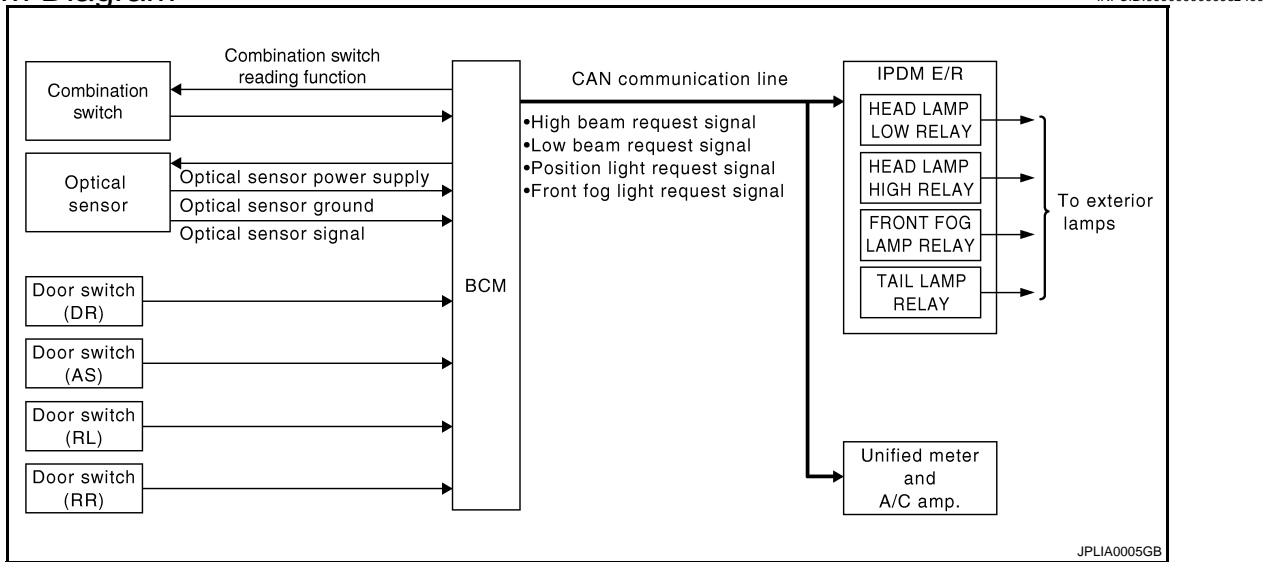 m Diagram
Combination switch
reading function
Combination
switch
Optical
sensor
Optical sensor power supply
Optical sensor ground
Optical sensor signal
Door switch
(DR)
Door switch
(AS)
Door switch
(RL)
Door switch
(RR)
BCM
CAN communication line
•High beam request signal
•Low beam request signal
•Position light request signal
•Front fog light request signal
IPDM E/R
HEAD LAMP
LOW RELAY
HEAD LAMP
HIGH RELAY
FRONT FOG
LAMP RELAY
TAIL LAMP
RELAY
To exterior
lamps
Unified meter
and
A/C amp.
JPLIA0005GB